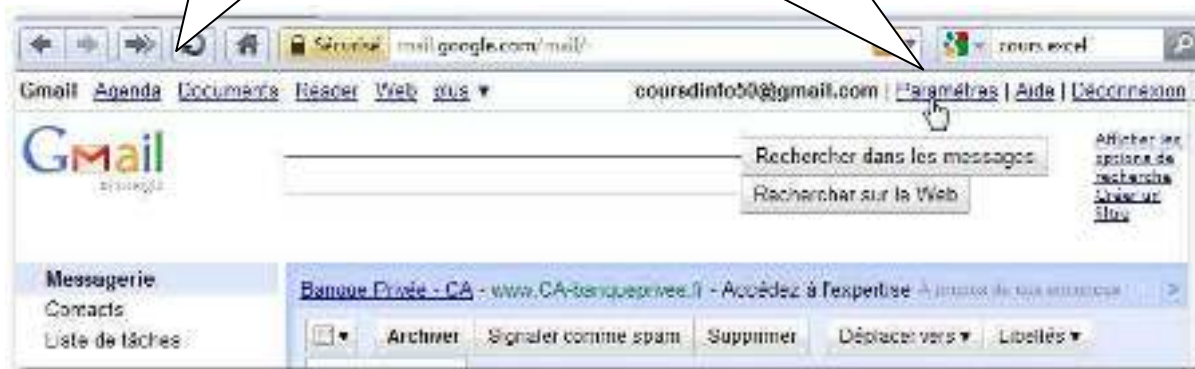 Sécurisé mail.google.com/mail/ cours excel
Gmail Agenda Documents Reader Web plus ▼ coursdinfo50@gmail.com | Paramètres | Aide | Déconnexion
Gmail
Rechercher dans les messages
Rechercher sur le Web
Afficher les
options de
recherche
Créer un
filtre
Messagerie
Contacts
Liste de tâches
Banque Privée - CA - www.CA-banqueprivee.fr - Accédez à l'expertise À propos de
Archiver Signaler comme spam Supprimer Déplacer vers ▼ Libellés ▼